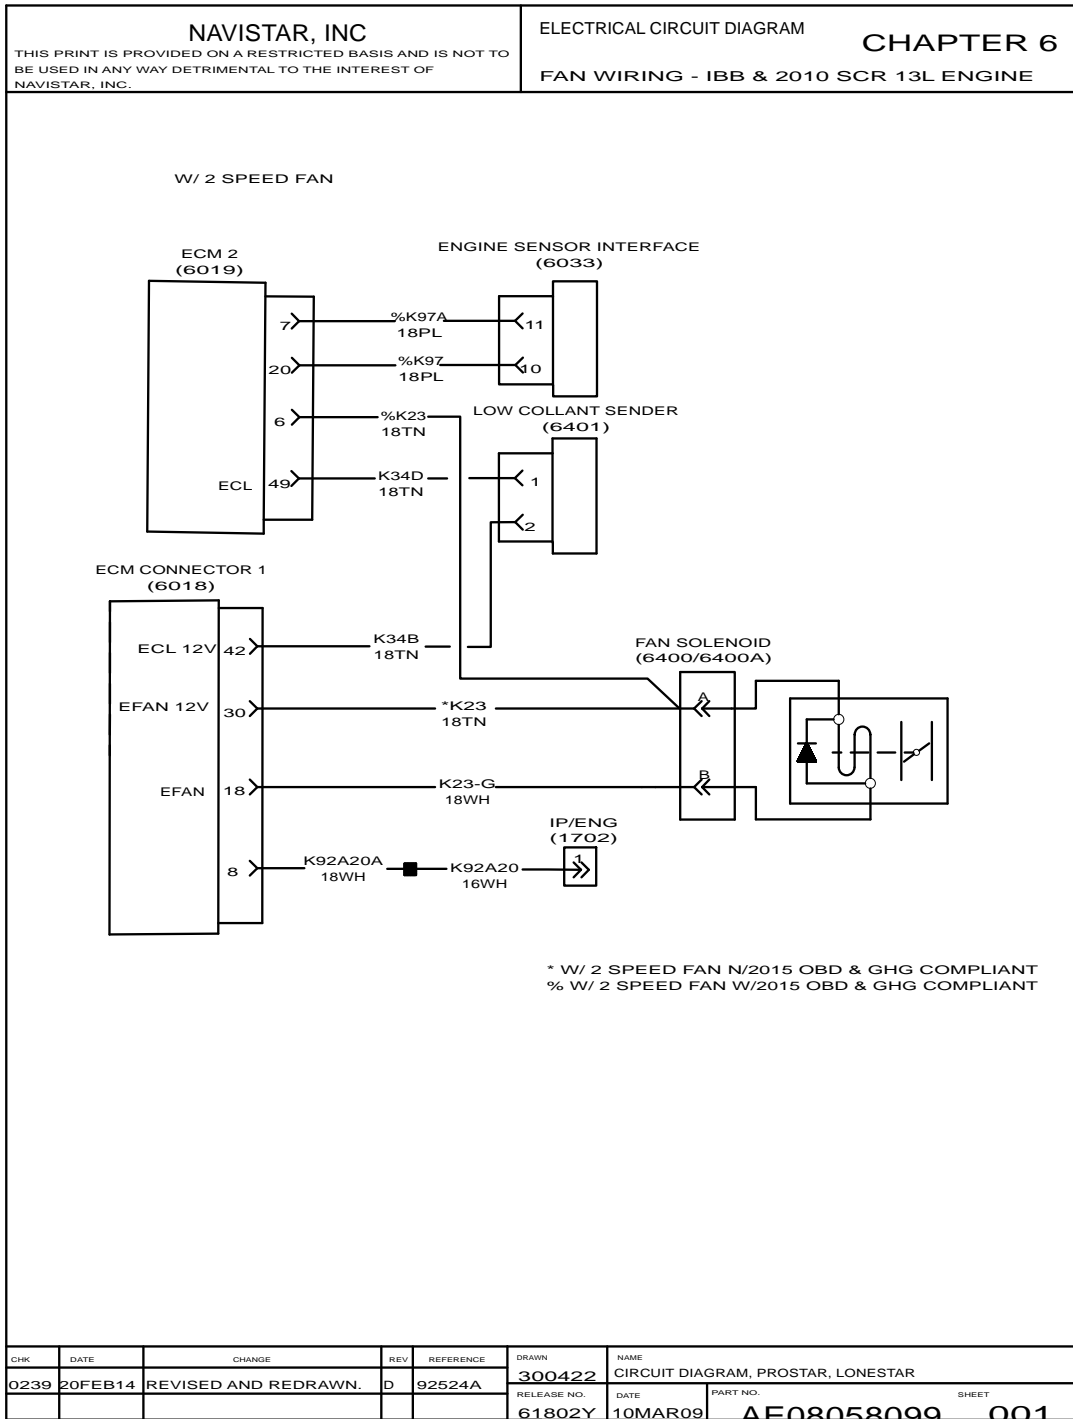 NAVISTAR, INC
THIS PRINT IS PROVIDED ON A RESTRICTED BASIS AND IS NOT TO
BE USED IN ANY WAY DETRIMENTAL TO THE INTEREST OF
NAVISTAR, INC.
ELECTRICAL CIRCUIT DIAGRAM
CHAPTER 6
FAN WIRING - IBB & 2010 SCR 13L ENGINE
W/ 2 SPEED FAN
ECM 2
(6019)
ENGINE SENSOR INTERFACE
(6033)
7
%K97A
18PL
11
20
%K97
18PL
10
6
%K23
18TN
LOW COLLANT SENDER
(6401)
ECL
49
K34D
18TN
1
2
ECM CONNECTOR 1
(6018)
ECL 12V
42
K34B
18TN
FAN SOLENOID
(6400/6400A)
EFAN 12V
30
*K23
18TN
A
EFAN
18
K23-G
18WH
B
IP/ENG
(1702)
8
K92A20A
18WH
K92A20
16WH
1
* W/ 2 SPEED FAN N/2015 OBD & GHG COMPLIANT
% W/ 2 SPEED FAN W/2015 OBD & GHG COMPLIANT
CHK DATE CHANGE REV REFERENCE
0239 20FEB14 REVISED AND REDRAWN. D 92524A
DRAWN
300422
NAME
CIRCUIT DIAGRAM, PROSTAR, LONESTAR
RELEASE NO.
61802Y
DATE
10MAR09
PART NO.
AE08058099
SHEET
001